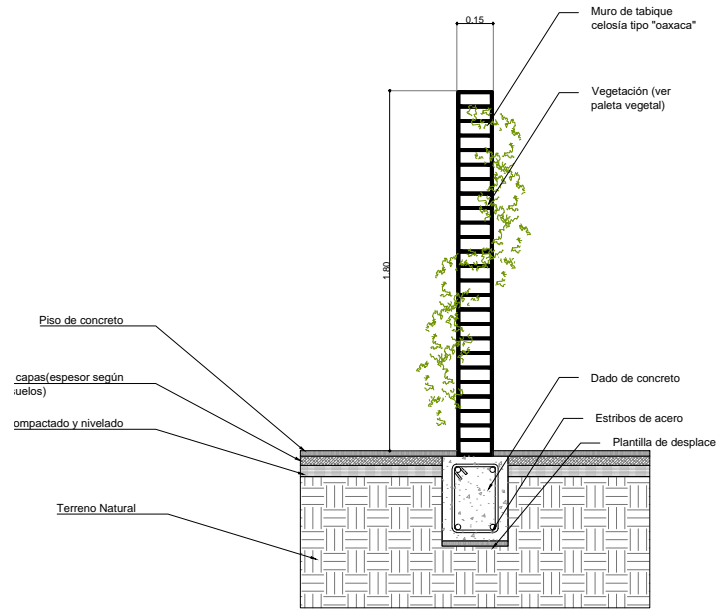 0.15
Muro de tabique
celosía tipo "oaxaca"
Vegetación (ver
paleta vegetal)
1.80
Piso de concreto
capas(espesor según
suelos)
ompactado y nivelado
Terreno Natural
Dado de concreto
Estribos de acero
Plantilla de desplace